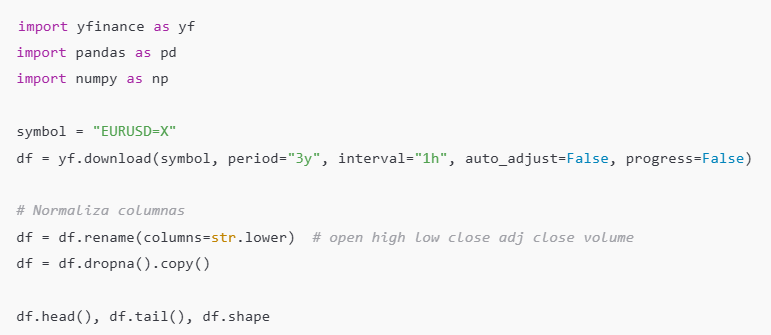 import yfinance as yf
import pandas as pd
import numpy as np
symbol = "EURUSD=X"
df = yf.download(symbol, period="3y", interval="1h", auto_adjust=False, progress=False)
# Normaliza columnas
df = df.rename(columns=str.lower)  # open high low close adj close volume
df = df.dropna().copy()
df.head(), df.tail(), df.shape